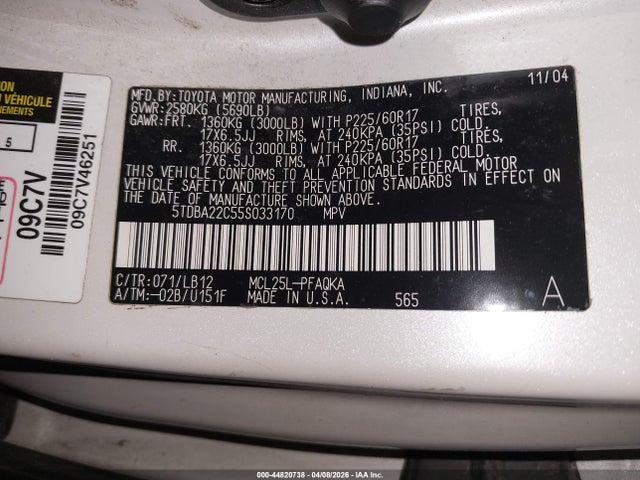 MFD.BY: TOYOTA MOTOR MANUFACTURING, INDIANA, INC. 11/04
GVWR: 2580KG (5690LB)
GAWR: FRT. 1360KG (3000LB) WITH P225/60R17 TIRES,
17X6.5JJ RIMS, AT 240KPA (35PSI) COLD.
RR. 1360KG (3000LB) WITH P225/60R17 TIRES,
17X6.5JJ RIMS, AT 240KPA (35PSI) COLD.
THIS VEHICLE CONFORMS TO ALL APPLICABLE FEDERAL MOTOR
VEHICLE SAFETY AND THEFT PREVENTION STANDARDS IN EFFECT ON
THE DATE OF MANUFACTURE SHOWN ABOVE.
5TDBA22C55S033170 MPV
C/TR: 071/LB12 MCL25L-PFAQKA
A/TM: -02B/U151F MADE IN U.S.A. 565 A
ION
U VÉHICULE
NEMENTS
5
09C7V
09C7V46251
000-44820738 - 04/08/2026 - IAA Inc.